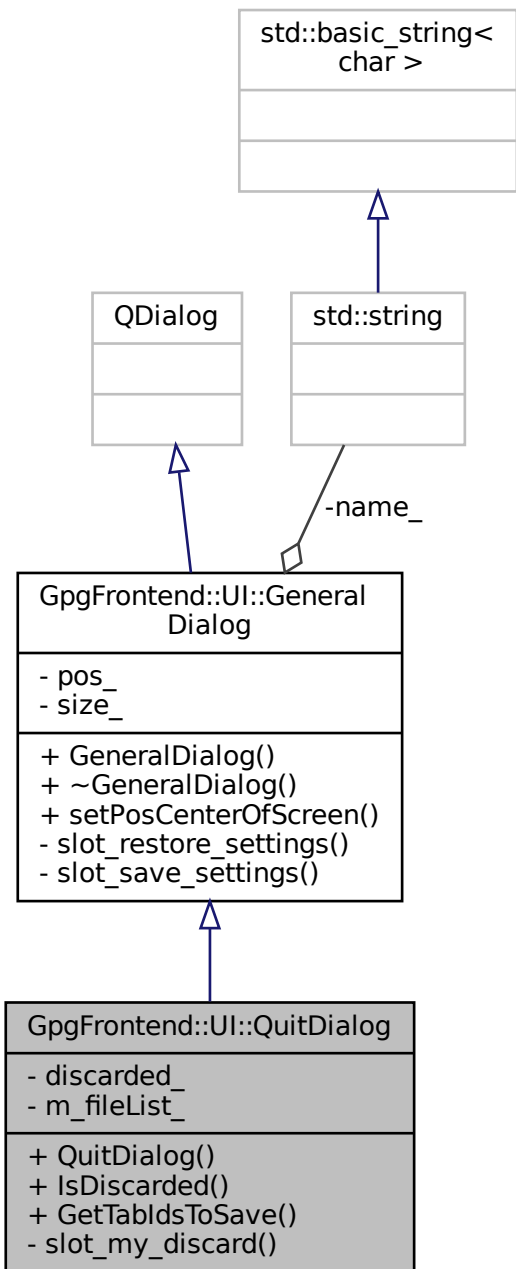 std::basic_string<
char >
QDialog
std::string
-name_
GpgFrontend::UI::General
Dialog
- pos_
- size_
+ GeneralDialog()
+ ~GeneralDialog()
+ setPosCenterOfScreen()
- slot_restore_settings()
- slot_save_settings()
GpgFrontend::UI::QuitDialog
- discarded_
- m_fileList_
+ QuitDialog()
+ IsDiscarded()
+ GetTabIdsToSave()
- slot_my_discard()